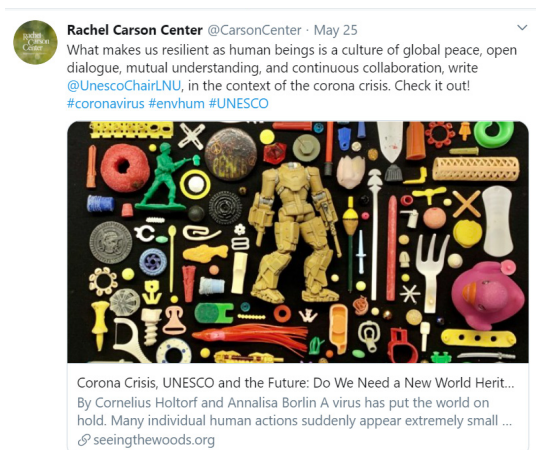 Rachel Carson Center
Rachel Carson Center @CarsonCenter · May 25
What makes us resilient as human beings is a culture of global peace, open
dialogue, mutual understanding, and continuous collaboration, write
@UnescoChairLNU, in the context of the corona crisis. Check it out!
#coronavirus #envhum #UNESCO
Corona Crisis, UNESCO and the Future: Do We Need a New World Herit...
By Cornelius Holtorf and Annalisa Borlin A virus has put the world on
hold. Many individual human actions suddenly appear extremely small ...
seeingthewoods.org